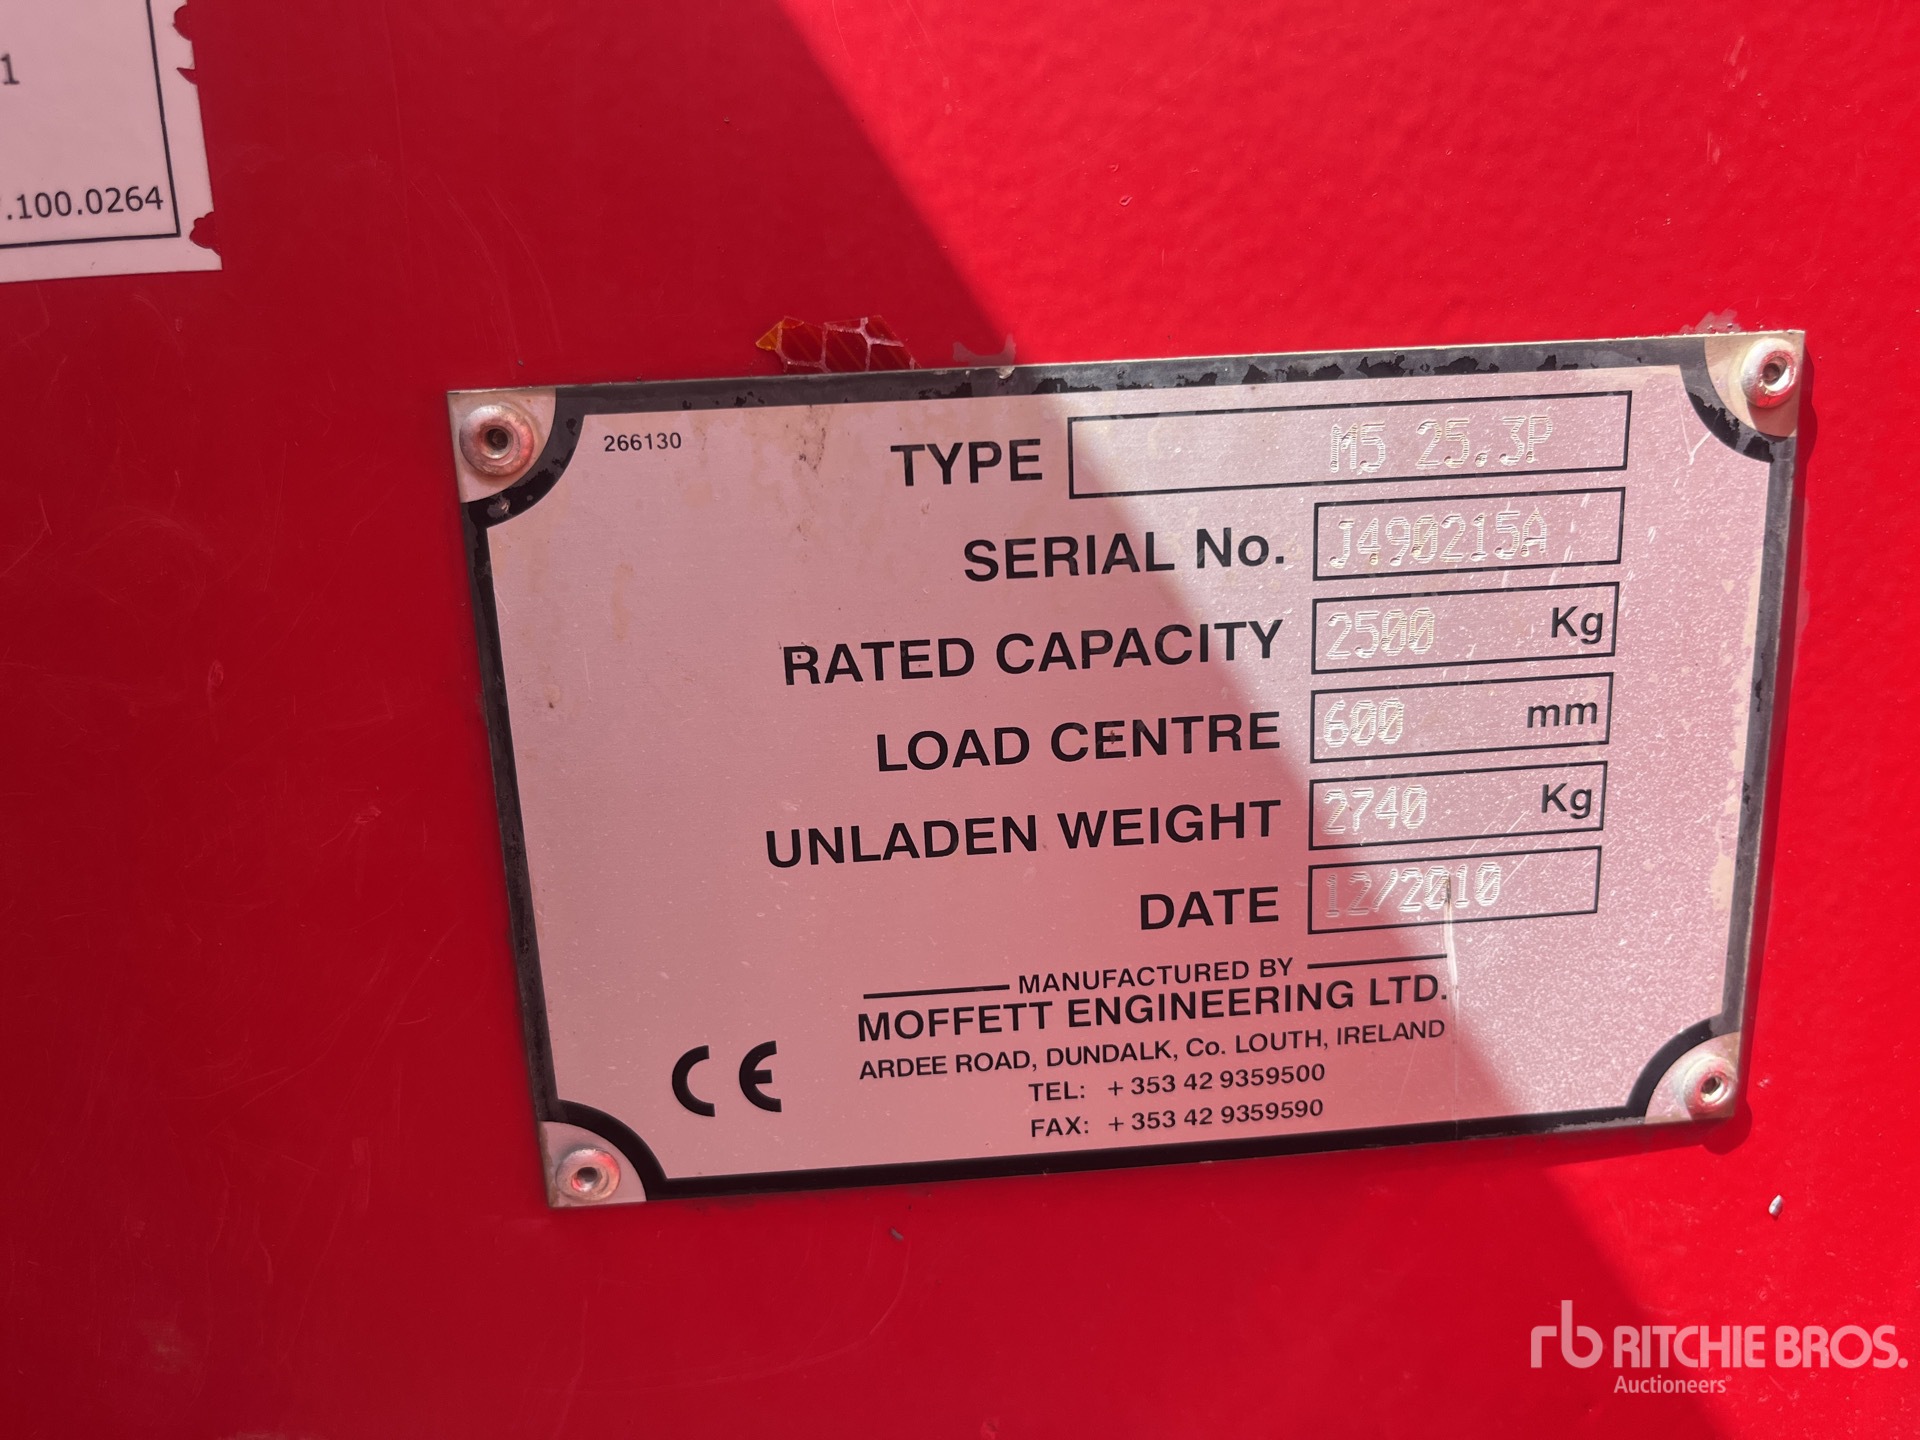 1
.100.0264
266130
TYPE M5 25.3P
SERIAL No. J490215A
RATED CAPACITY 2500 Kg
LOAD CENTRE 600 mm
UNLADEN WEIGHT 2740 Kg
DATE 12/2010
MANUFACTURED BY
MOFFETT ENGINEERING LTD.
ARDEE ROAD, DUNDALK, Co. LOUTH, IRELAND
TEL: +353 42 9359500
FAX: +353 42 9359590
CE
rb RITCHIE BROS.
Auctioneers